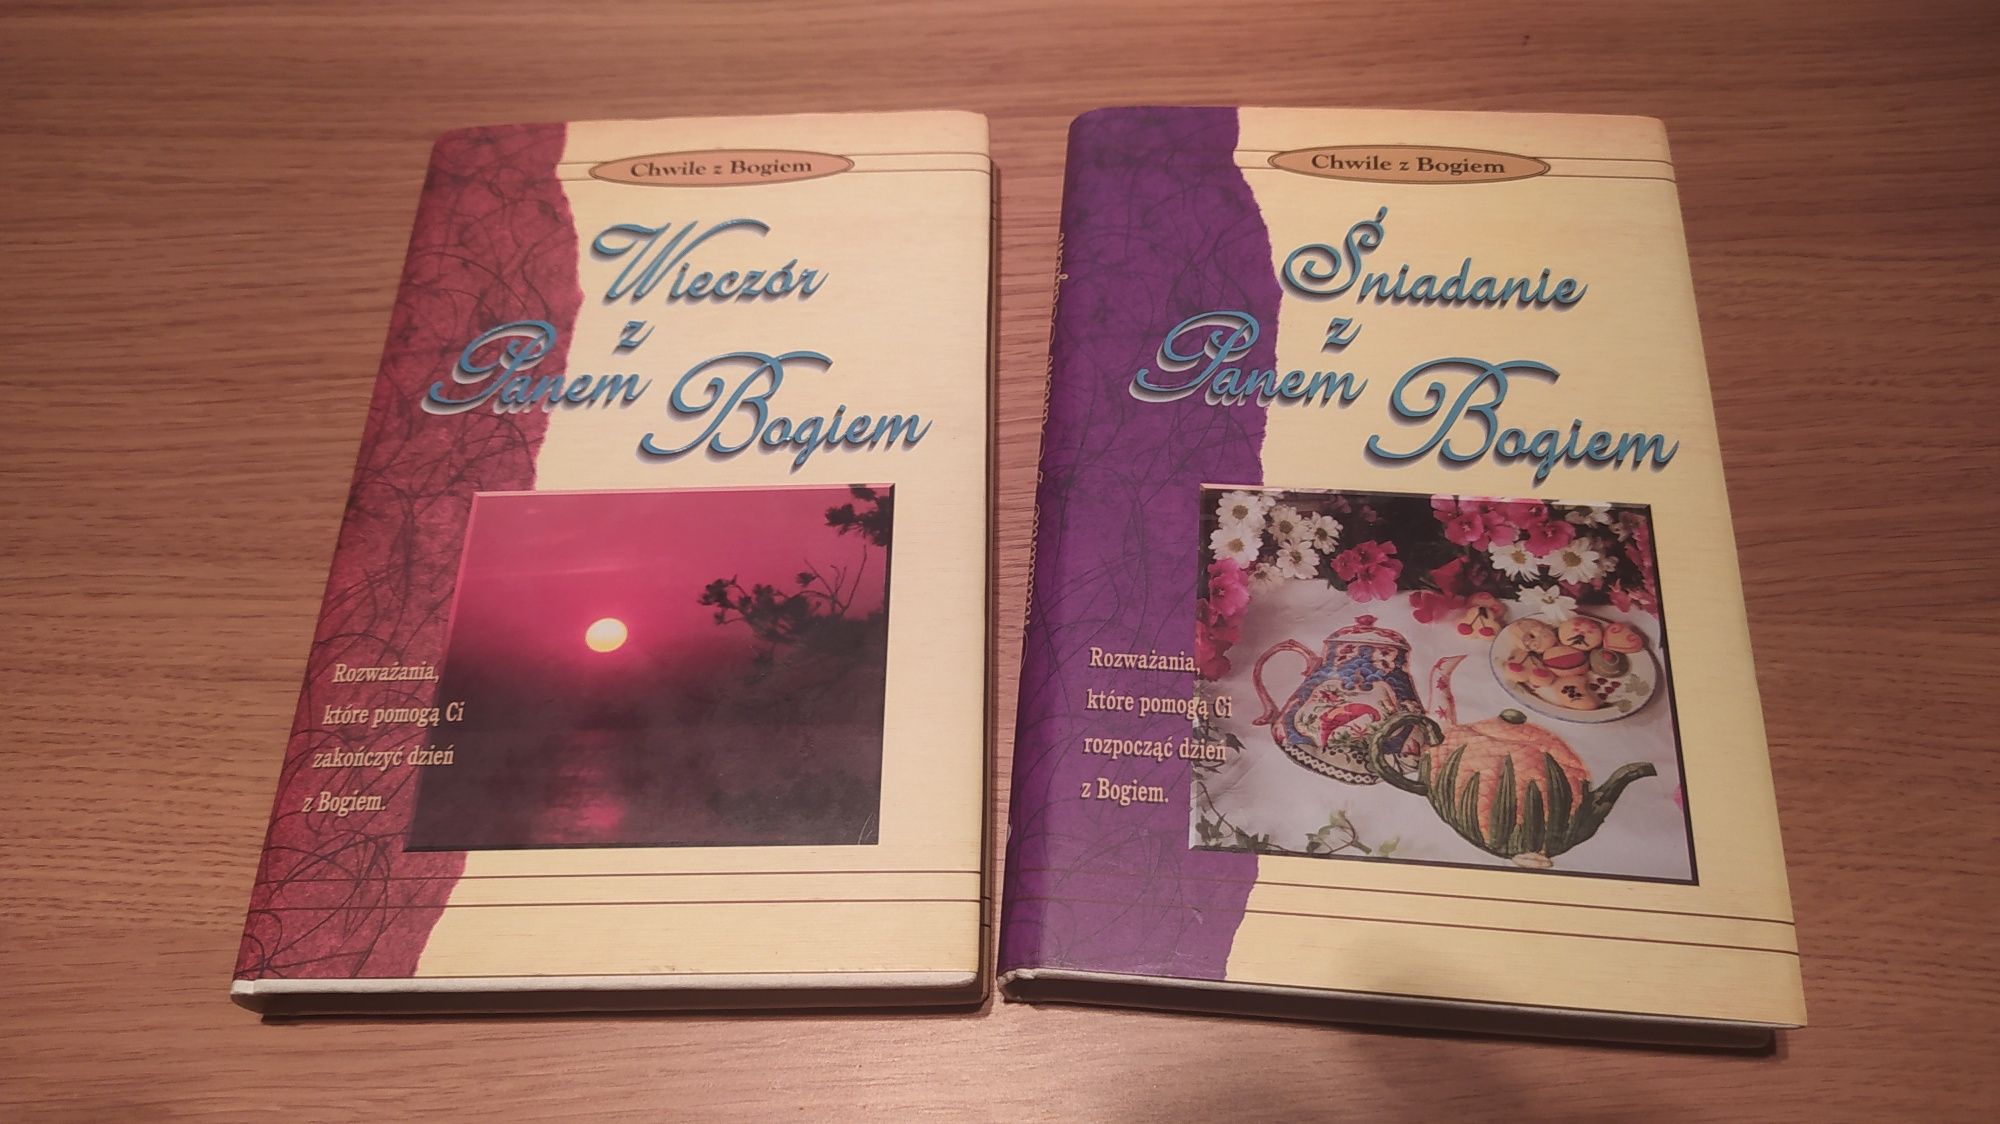 Chwile z Bogiem
Wieczór
z
Panem Bogiem
Rozważania,
które pomogą Ci
zakończyć dzień
z Bogiem.
Chwile z Bogiem
Śniadanie
z
Panem Bogiem
Rozważania,
które pomogą Ci
rozpocząć dzień
z Bogiem.